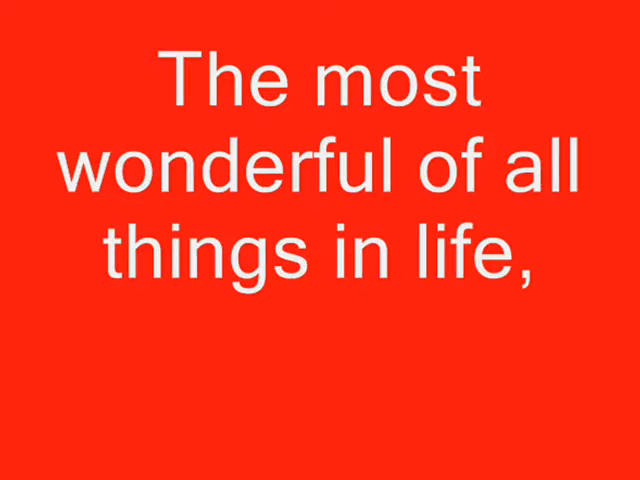 The most
wonderful of all
things in life,